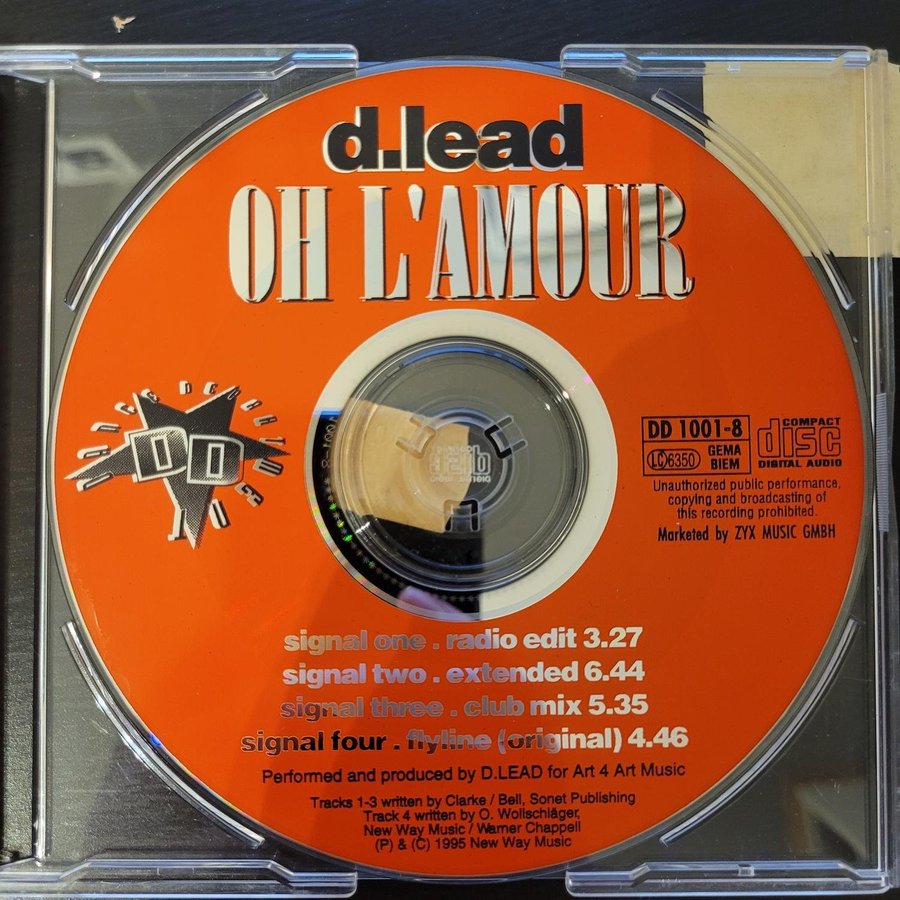 d.lead
OH L'AMOUR
DD
DD 1001-8
LC 6350
GEMA
BIEM
COMPACT
disc
DIGITAL AUDIO
Unauthorized public performance,
copying and broadcasting of
this recording prohibited.
Marketed by ZYX MUSIC GMBH
signal one . radio edit 3.27
signal two . extended 6.44
signal three . club mix 5.35
signal four . flyline (original) 4.46
Performed and produced by D.LEAD for Art 4 Art Music
Tracks 1-3 written by Clarke / Bell, Sonet Publishing
Track 4 written by O. Wollschläger,
New Way Music / Warner Chappell
(P) & (C) 1995 New Way Music